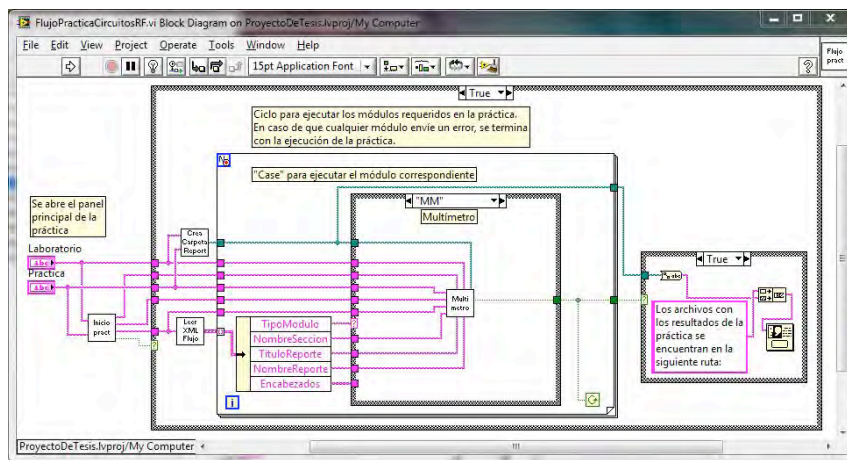 FlujoPracticaCircuitosRF.vi Block Diagram on ProyectoDeTesis.lvproj/My Computer
File Edit View Project Operate Tools Window Help
Flujo
pract
15pt Application Font
True
Ciclo para ejecutar los módulos requeridos en la práctica.
En caso de que cualquier módulo envíe un error, se termina
con la ejecución de la práctica.
N
"Case" para ejecutar el módulo correspondiente
Se abre el panel
principal de la
práctica
"MM"
Multímetro
Crea
Carpeta
Report
Laboratorio
abc
Practica
abc
True
abc
Inicio
pract
Leer
XML
Flujo
Multi
metro
TipoModulo
NombreSeccion
TituloReporte
NombreReporte
Encabezados
Los archivos con
los resultados de la
práctica se
encuentran en la
siguiente ruta:
i
ProyectoDeTesis.lvproj/My Computer